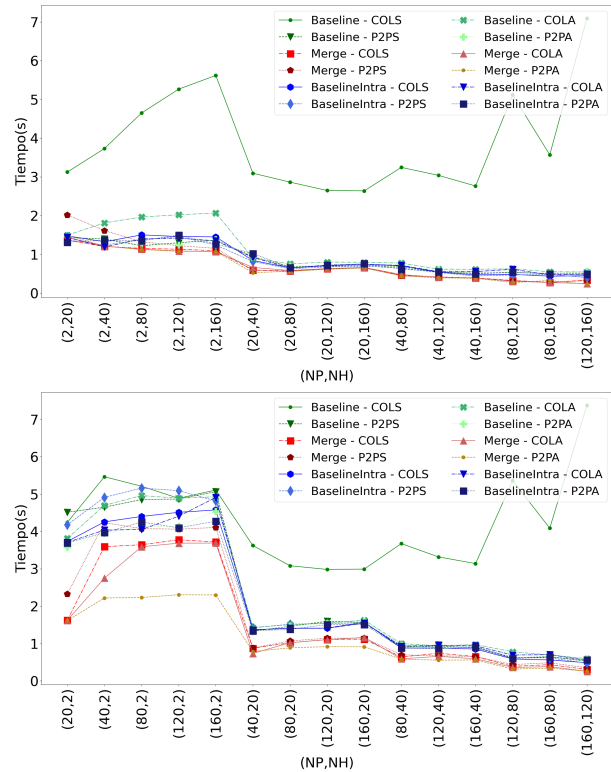 7
6
5
4
3
2
1
0
Tiempo(s)
Baseline - COLS
Baseline - P2PS
Merge - COLS
Merge - P2PS
BaselineIntra - COLS
BaselineIntra - P2PS
Baseline - COLA
Baseline - P2PA
Merge - COLA
Merge - P2PA
BaselineIntra - COLA
BaselineIntra - P2PA
(2,20)
(2,40)
(2,80)
(2,120)
(2,160)
(20,40)
(20,80)
(20,120)
(20,160)
(40,80)
(40,120)
(40,160)
(80,120)
(80,160)
(120,160)
(NP,NH)
7
6
5
4
3
2
1
0
Tiempo(s)
Baseline - COLS
Baseline - P2PS
Merge - COLS
Merge - P2PS
BaselineIntra - COLS
BaselineIntra - P2PS
Baseline - COLA
Baseline - P2PA
Merge - COLA
Merge - P2PA
BaselineIntra - COLA
BaselineIntra - P2PA
(20,2)
(40,2)
(80,2)
(120,2)
(160,2)
(40,20)
(80,20)
(120,20)
(160,20)
(80,40)
(120,40)
(160,40)
(120,80)
(160,80)
(160,120)
(NP,NH)